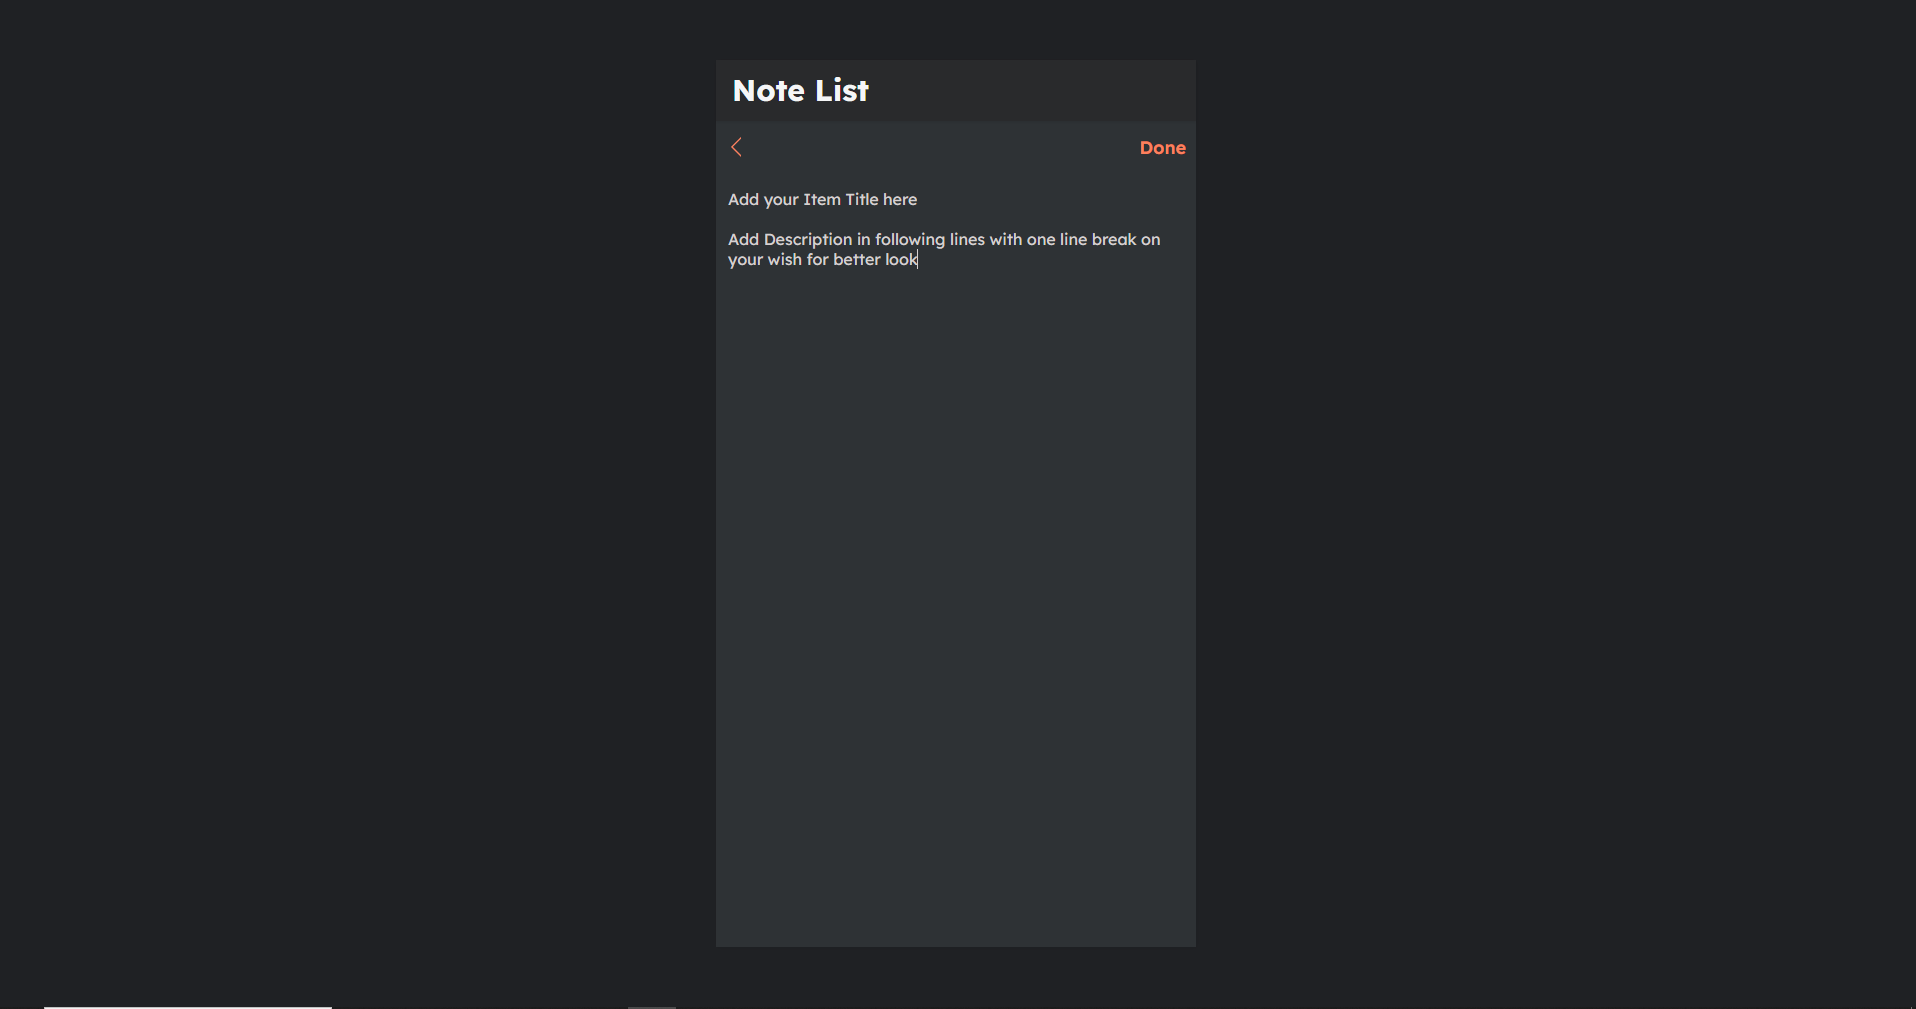 Note List
Done
Add your Item Title here
Add Description in following lines with one line break on
your wish for better look